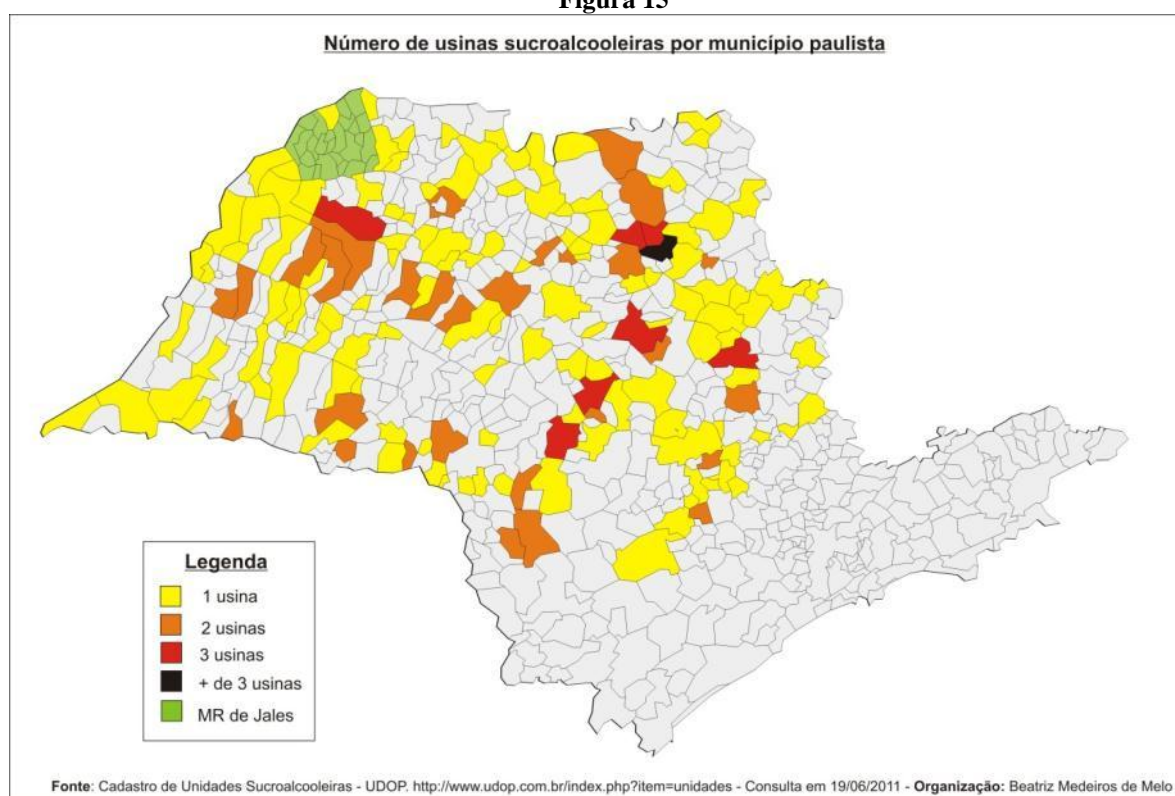 Figura 15
Número de usinas sucroalcooleiras por município paulista
Legenda
1 usina
2 usinas
3 usinas
+ de 3 usinas
MR de Jales
Fonte: Cadastro de Unidades Sucroalcooleiras - UDOP. http://www.udop.com.br/index.php?item=unidades - Consulta em 19/06/2011 - Organização: Beatriz Medeiros de Melo